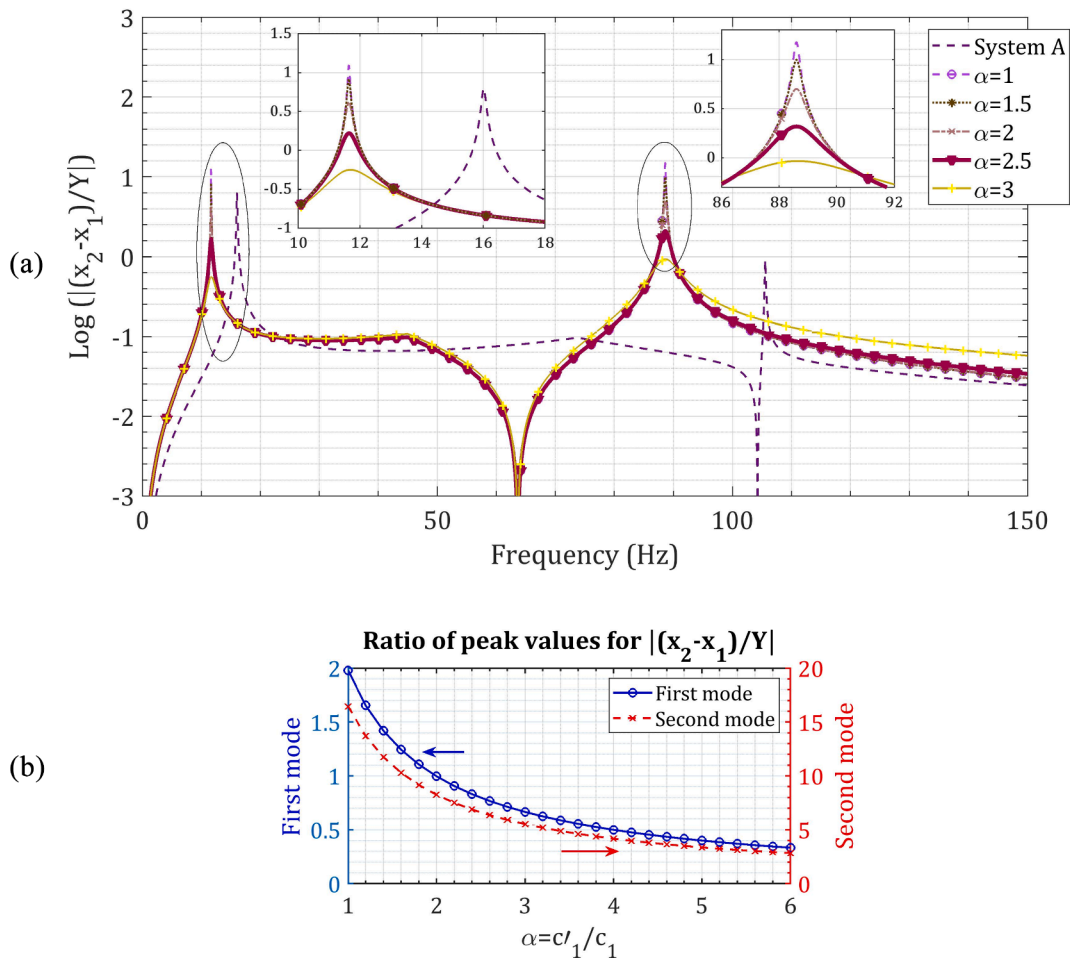 (a)
Log (|(x₂-x₁)/Y|
3
2
1
0
-1
-2
-3
0
50
100
150
Frequency (Hz)
1.5
1
0.5
0
-0.5
-1
10
12
14
16
18
1
0.5
0
86
88
90
92
System A
α=1
α=1.5
α=2
α=2.5
α=3
(b)
Ratio of peak values for |(x₂-x₁)/Y|
First mode
2
1.5
1
0.5
0
First mode
Second mode
20
15
10
5
0
Second mode
1
2
3
4
5
6
α=c′₁/c₁